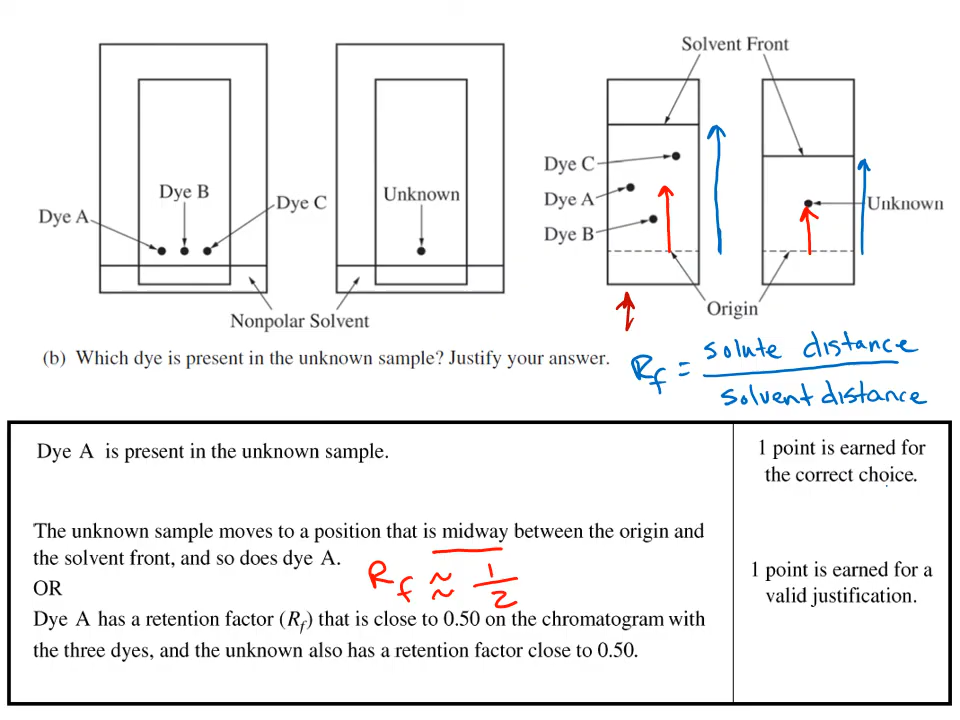 Solvent Front
Dye A
Dye B
Dye C
Unknown
Dye C
Dye A
Dye B
Unknown
Nonpolar Solvent
Origin
(b) Which dye is present in the unknown sample? Justify your answer.
Rf = solute distance
solvent distance
Dye A is present in the unknown sample.
1 point is earned for
the correct choice.
The unknown sample moves to a position that is midway between the origin and
the solvent front, and so does dye A.
Rf ≈ 1/2
OR
Dye A has a retention factor (Rf) that is close to 0.50 on the chromatogram with
the three dyes, and the unknown also has a retention factor close to 0.50.
1 point is earned for a
valid justification.